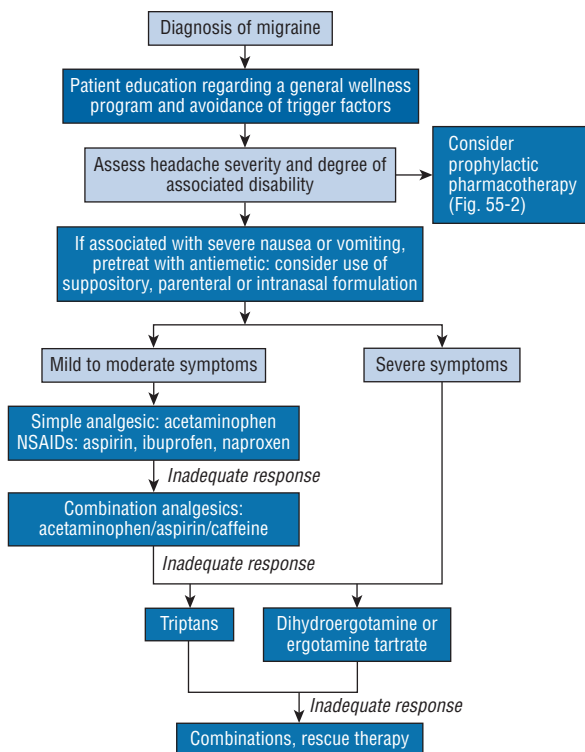 Diagnosis of migraine
Patient education regarding a general wellness
program and avoidance of trigger factors
Assess headache severity and degree of
associated disability
Consider
prophylactic
pharmacotherapy
(Fig. 55-2)
If associated with severe nausea or vomiting,
pretreat with antiemetic: consider use of
suppository, parenteral or intranasal formulation
Mild to moderate symptoms
Severe symptoms
Simple analgesic: acetaminophen
NSAIDs: aspirin, ibuprofen, naproxen
Inadequate response
Combination analgesics:
acetaminophen/aspirin/caffeine
Inadequate response
Triptans
Dihydroergotamine or
ergotamine tartrate
Inadequate response
Combinations, rescue therapy